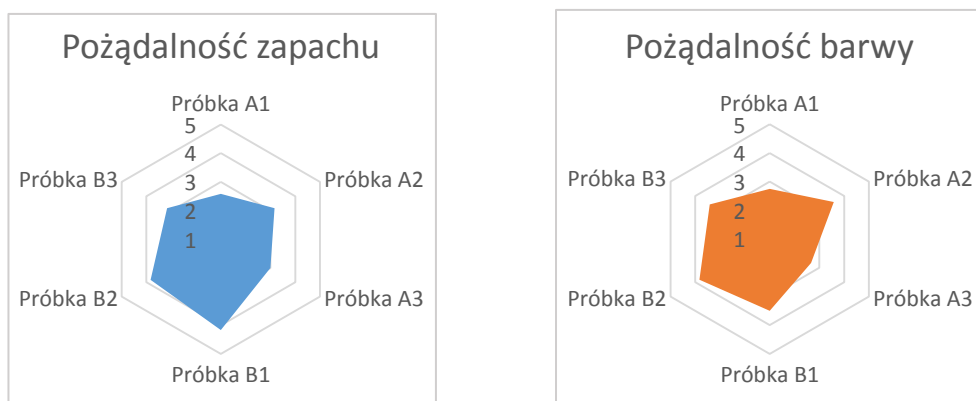 Pożądalność zapachu
Próbka A1
5
4
Próbka B3
3
Próbka A2
2
1
Próbka B2
Próbka A3
Próbka B1
Pożądalność barwy
Próbka A1
5
4
Próbka B3
3
Próbka A2
2
1
Próbka B2
Próbka A3
Próbka B1